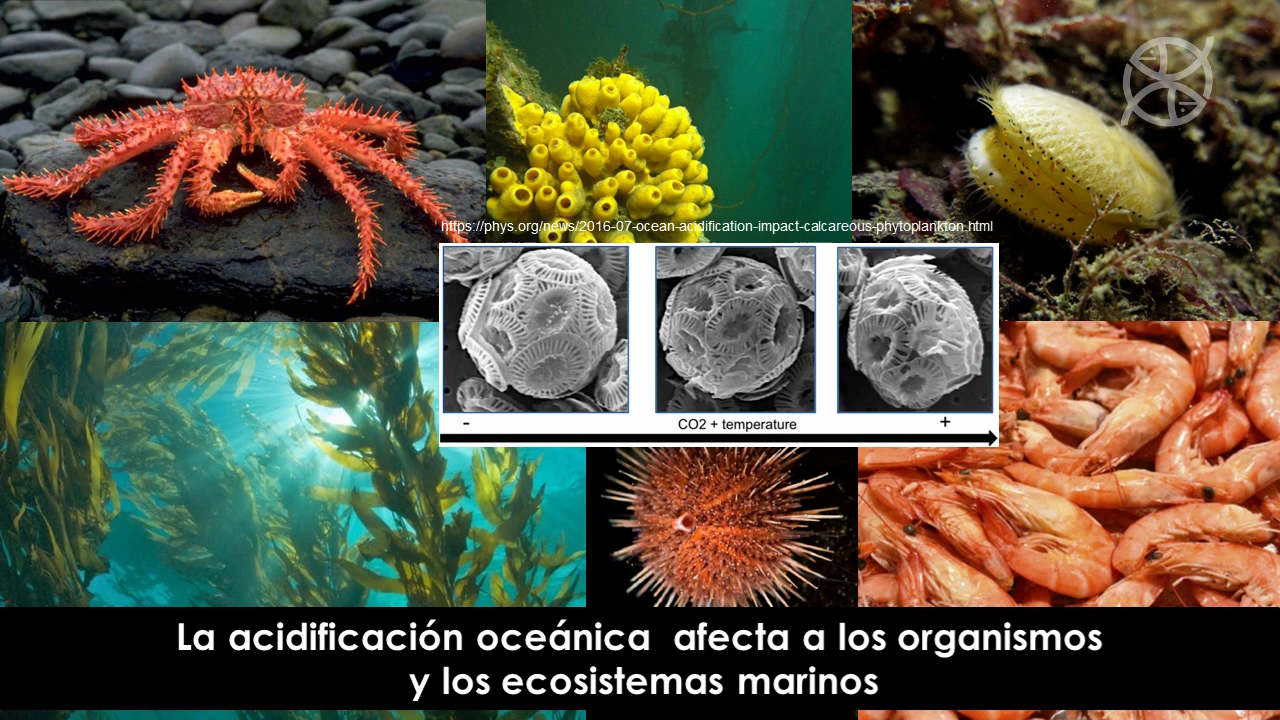 https://phys.org/news/2016-07-ocean-acidification-impact-calcareous-phytoplankton.html
- CO2 + temperature +
La acidificación oceánica afecta a los organismos
y los ecosistemas marinos